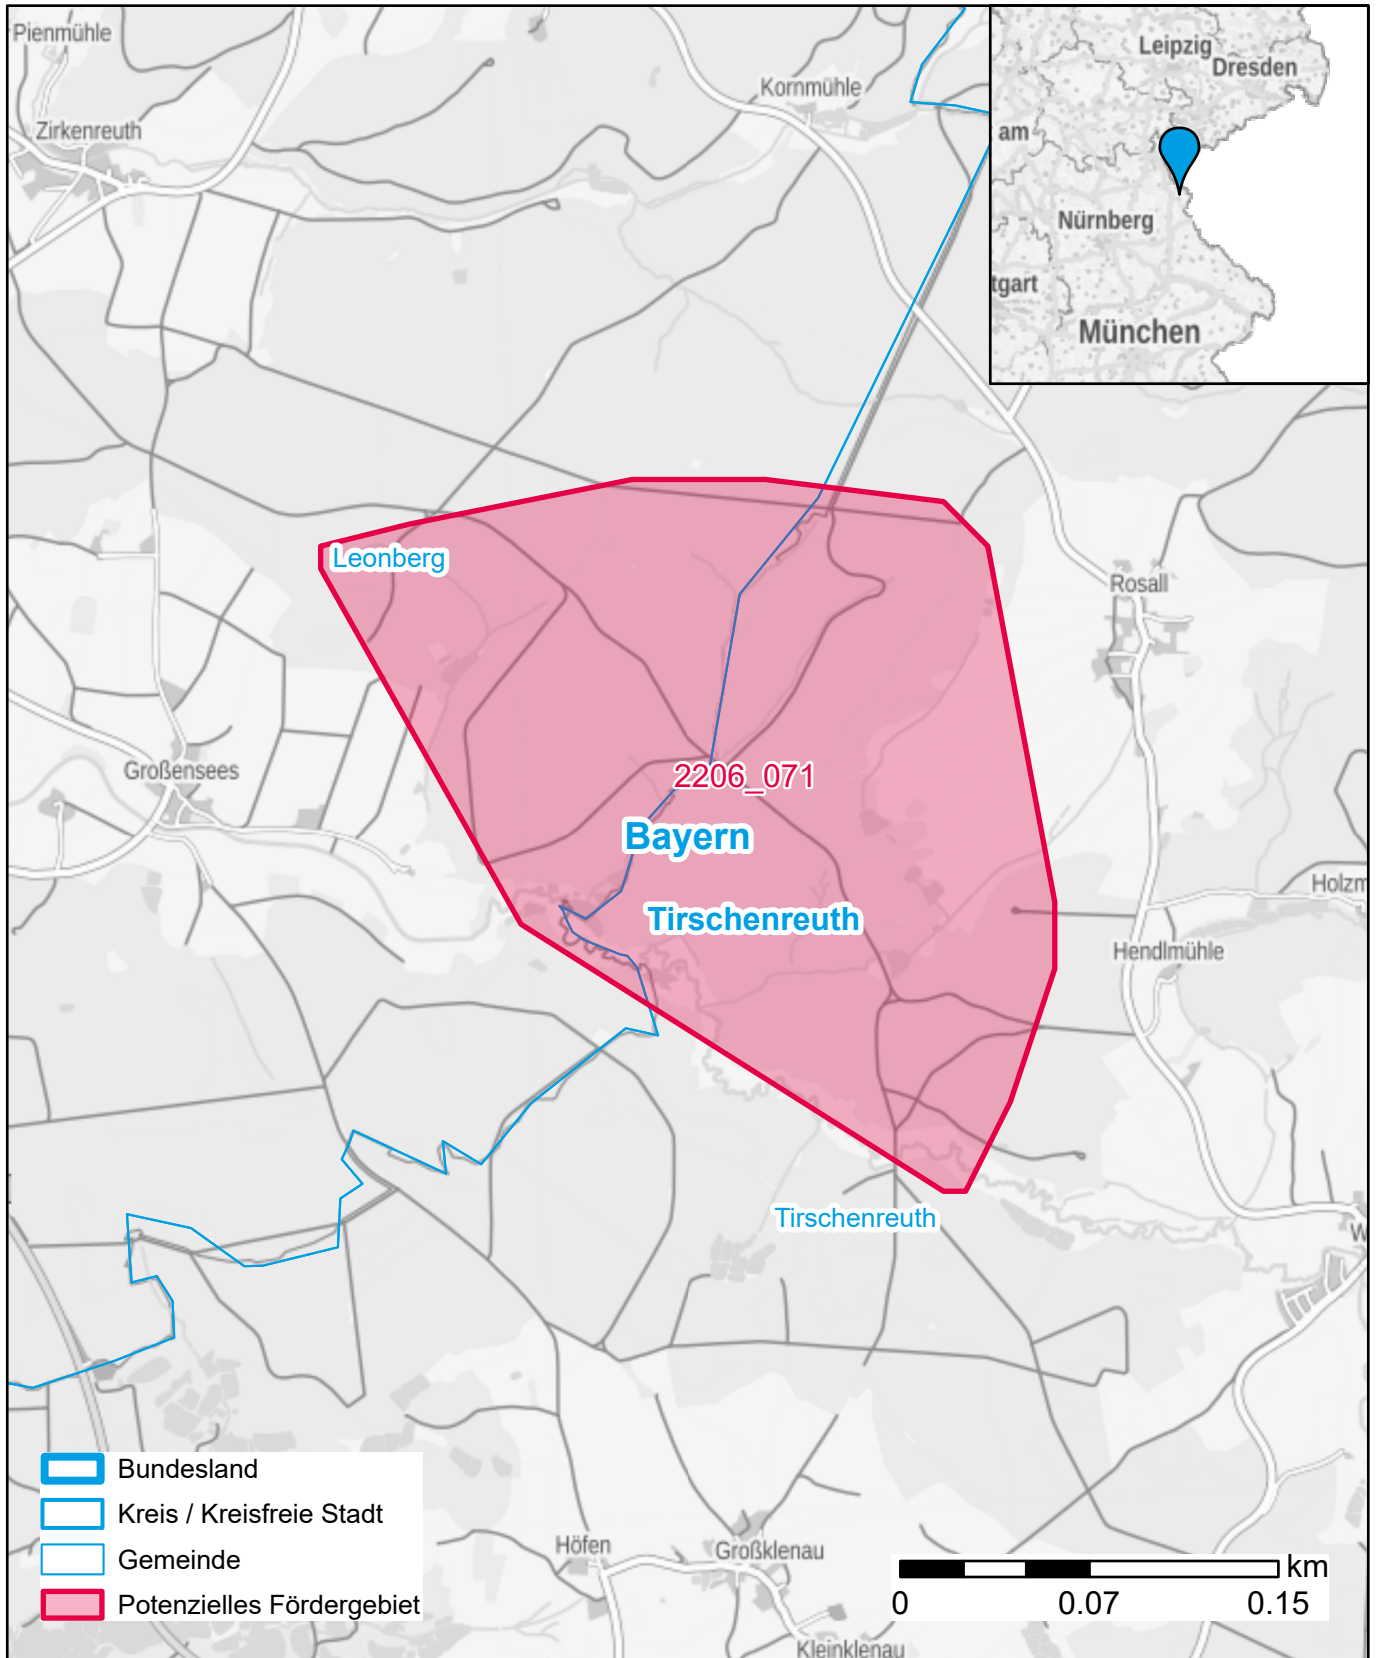 Pienmühle
Zirkenreuth
Kornmühle
Leipzig
Dresden
am
Nürnberg
tgart
München
Leonberg
Rosall
Großensees
2206_071
Bayern
Tirschenreuth
Holzm
Hendlmühle
Tirschenreuth
W
Bundesland
Kreis / Kreisfreie Stadt
Gemeinde
Potenzielles Fördergebiet
Höfen
Großklenau
Kleinklenau
km
0 0.07 0.15